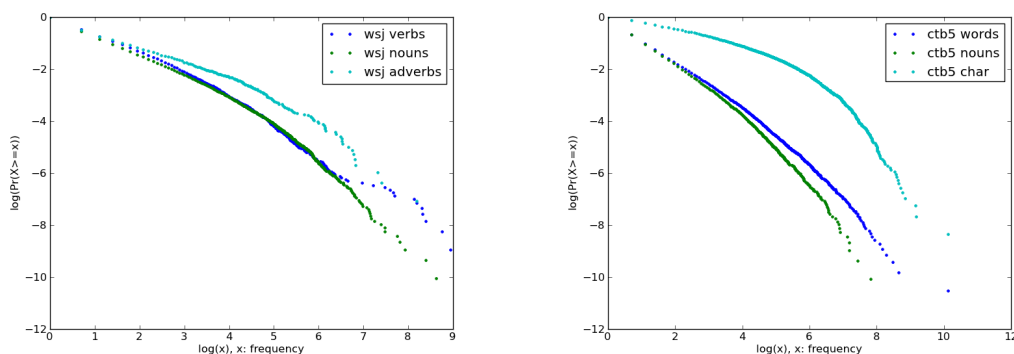 0
−2
−4
−6
−8
−10
−12
log(Pr(X>=x))
wsj verbs
wsj nouns
wsj adverbs
0 1 2 3 4 5 6 7 8 9
log(x), x: frequency
0
−2
−4
−6
−8
−10
−12
log(Pr(X>=x))
ctb5 words
ctb5 nouns
ctb5 char
0 2 4 6 8 10 12
log(x), x: frequency